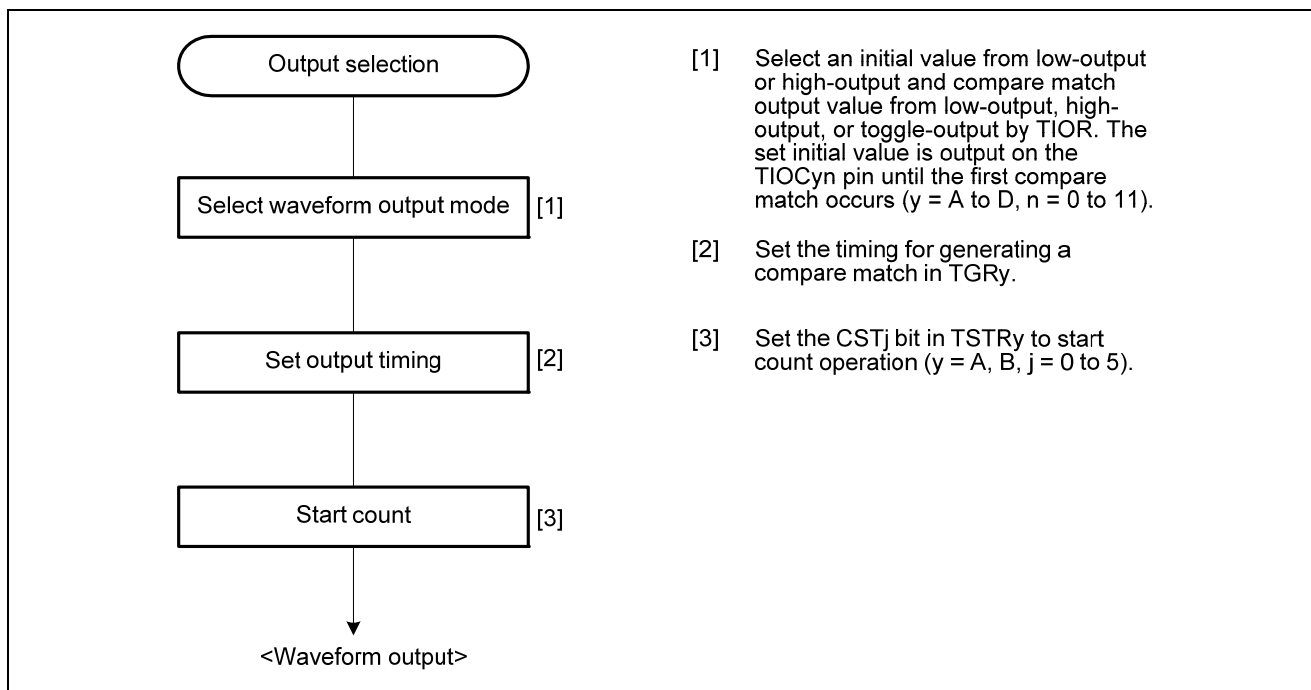 Output selection
Select waveform output mode [1]
Set output timing [2]
Start count [3]
<Waveform output>
[1] Select an initial value from low-output
or high-output and compare match
output value from low-output, high-
output, or toggle-output by TIOR. The
set initial value is output on the
TIOCyn pin until the first compare
match occurs (y = A to D, n = 0 to 11).
[2] Set the timing for generating a
compare match in TGRy.
[3] Set the CSTj bit in TSTRy to start
count operation (y = A, B, j = 0 to 5).